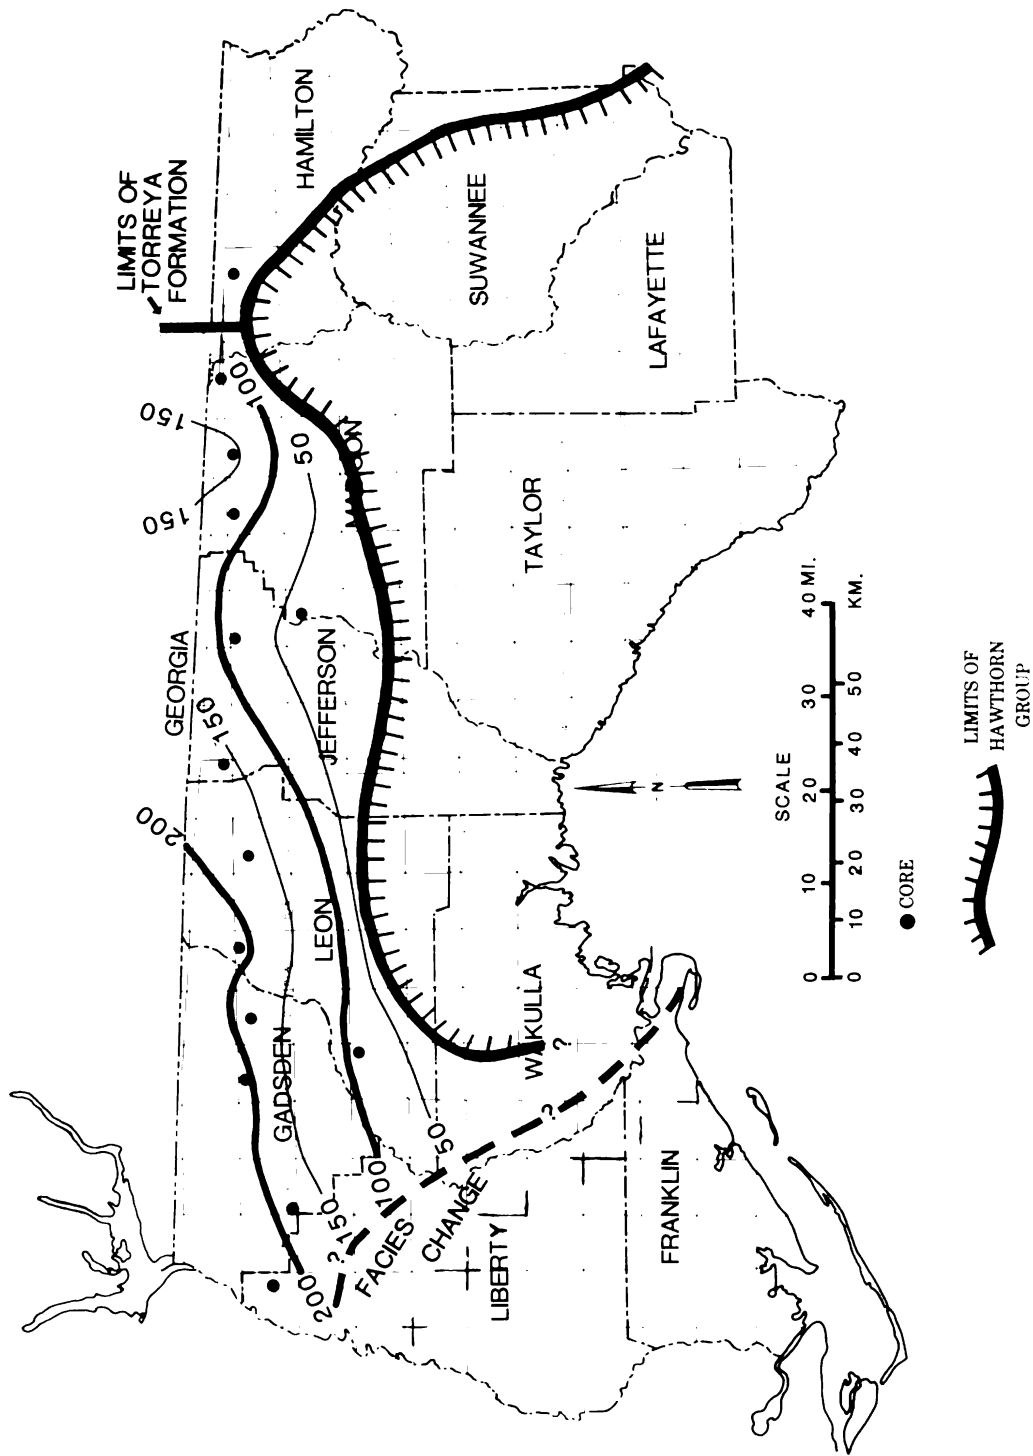 LIMITS OF
TORREYA
FORMATION
HAMILTON
GEORGIA
200
150
150
150
100
50
MADISON
SUWANNEE
LAFAYETTE
JEFFERSON
TAYLOR
LEON
GADSDEN
WAKULLA
?
200
?
150
100
50
?
FACIES
CHANGE
LIBERTY
FRANKLIN
N
SCALE
0 10 20 30 40 MI.
0 10 20 30 40 50 KM.
CORE
LIMITS OF
HAWTHORN
GROUP